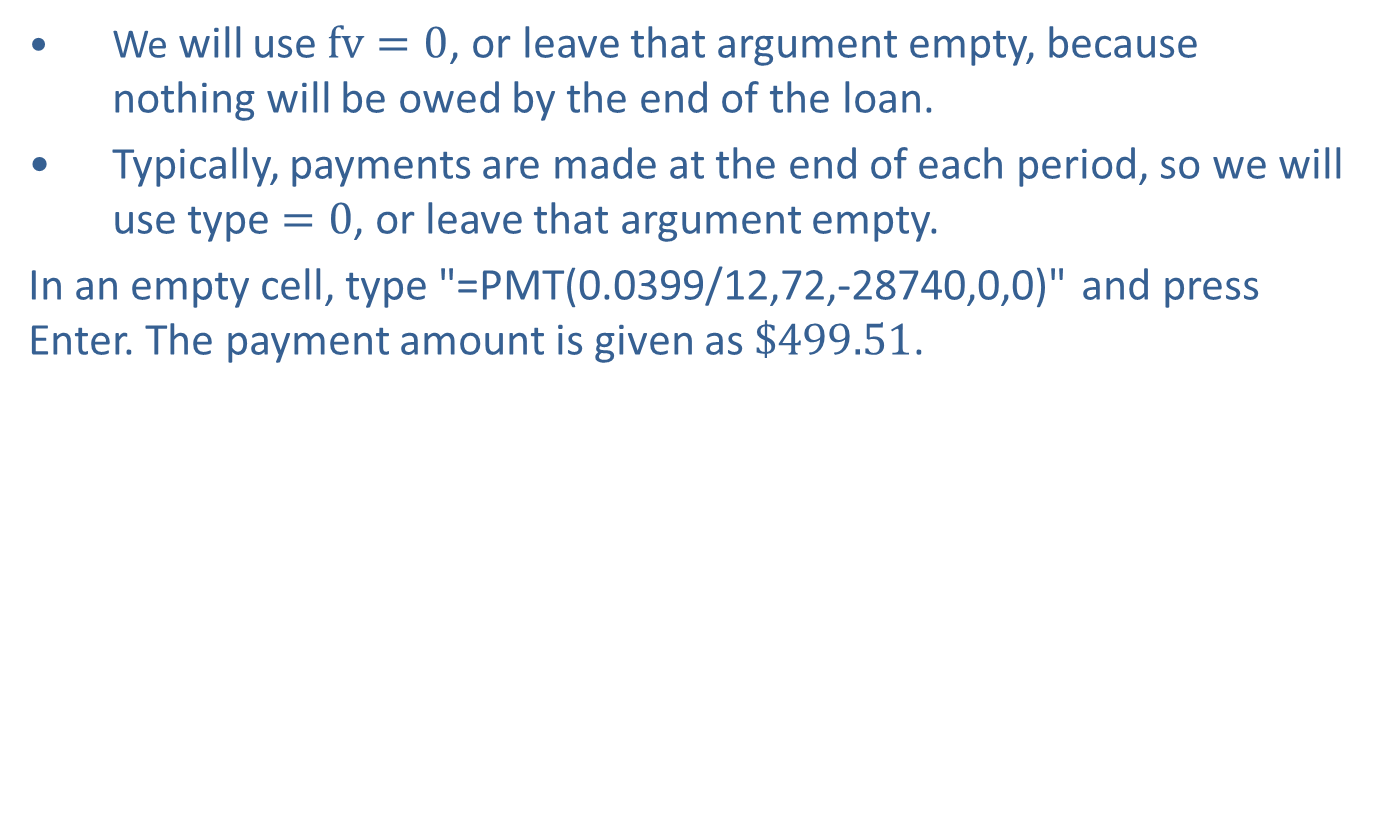 • We will use fv = 0, or leave that argument empty, because
nothing will be owed by the end of the loan.
• Typically, payments are made at the end of each period, so we will
use type = 0, or leave that argument empty.
In an empty cell, type "=PMT(0.0399/12,72,-28740,0,0)" and press
Enter. The payment amount is given as $499.51.